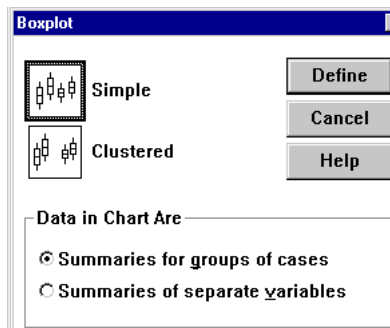 Boxplot
Simple
Clustered
Define
Cancel
Help
Data in Chart Are
Summaries for groups of cases
Summaries of separate variables